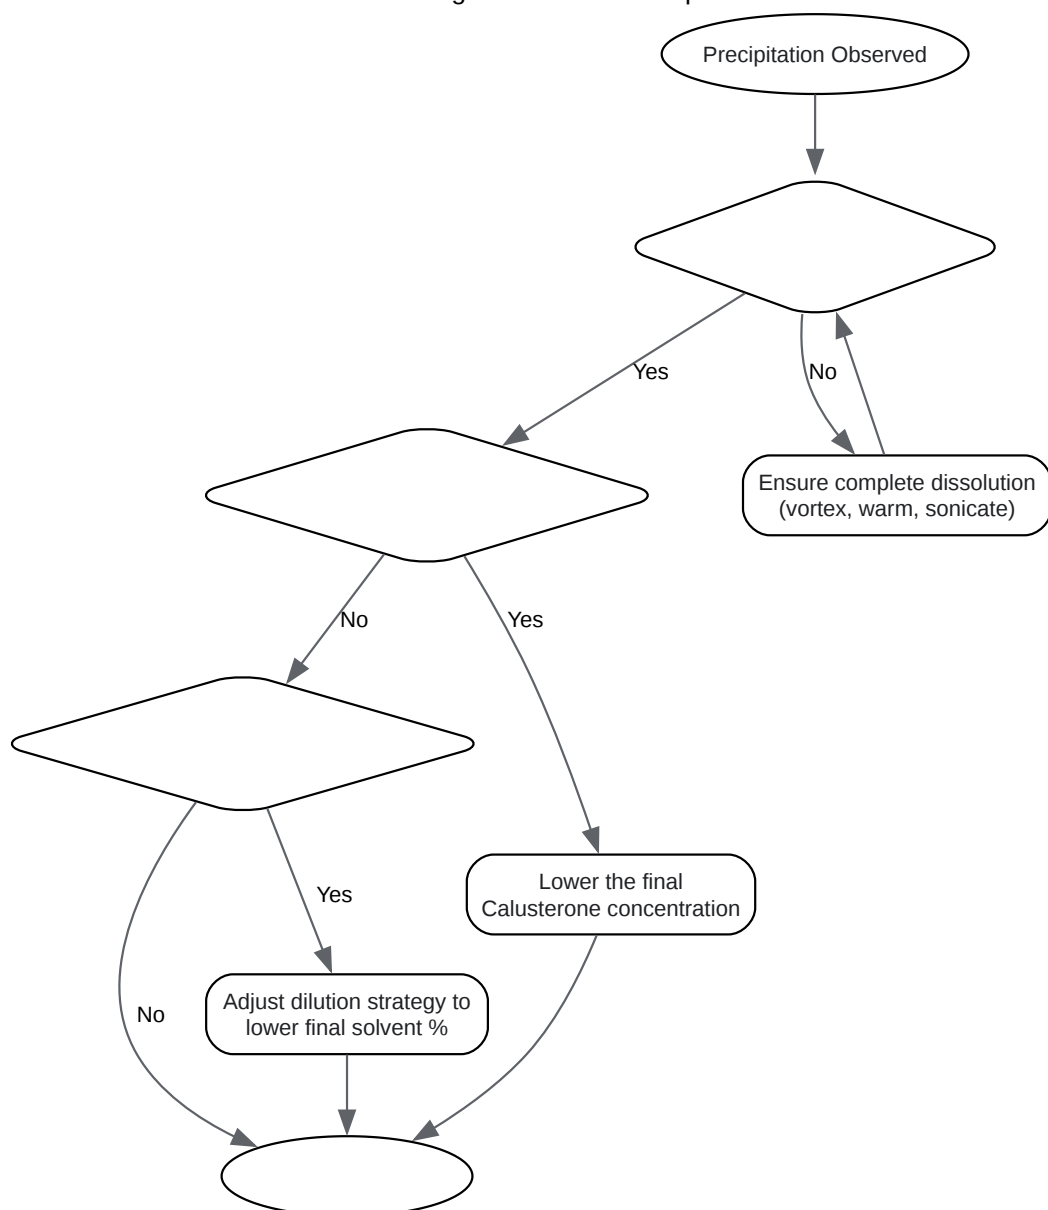 Precipitation Observed
Yes
No
Ensure complete dissolution
(vortex, warm, sonicate)
No
Yes
Yes
Lower the final
Calusterone concentration
No
Adjust dilution strategy to
lower final solvent %